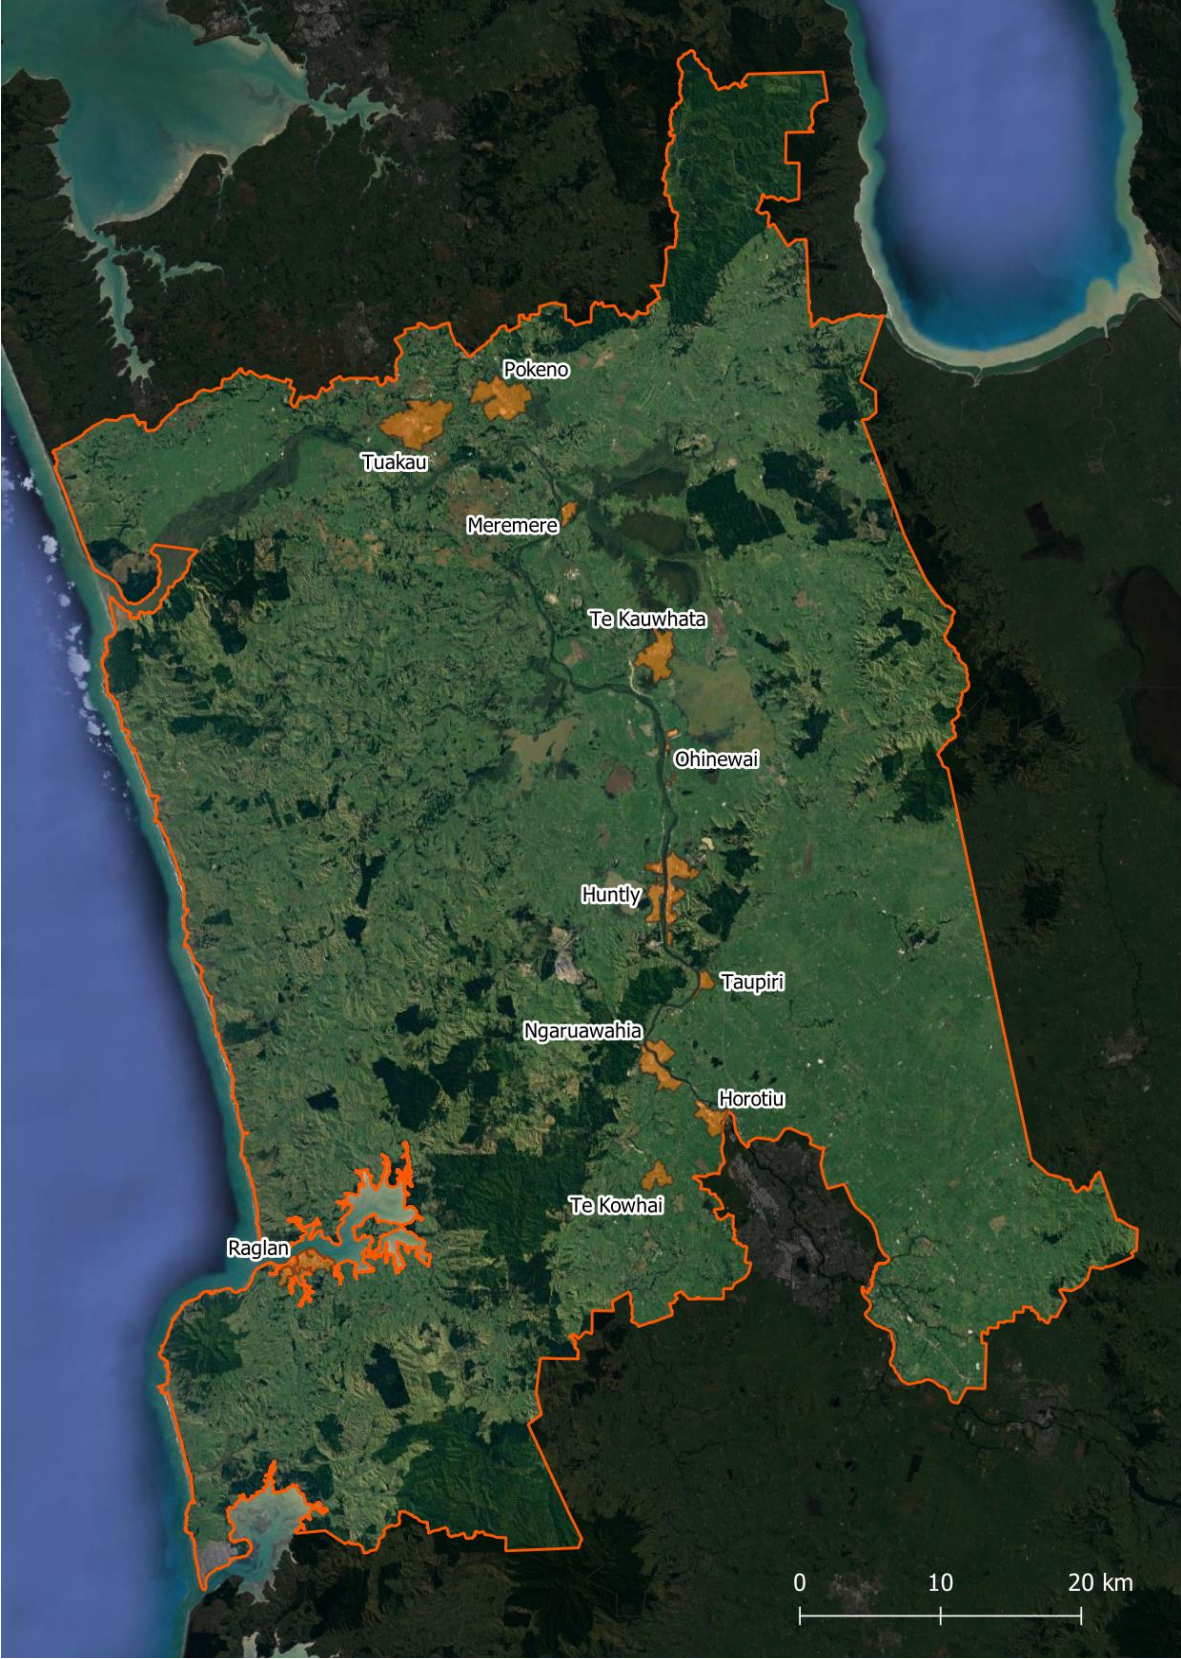 Pokeno
Tuakau
Meremere
Te Kauwhata
Ohinewai
Huntly
Taupiri
Ngaruawahia
Horotiu
Te Kowhai
Raglan
0 10 20 km